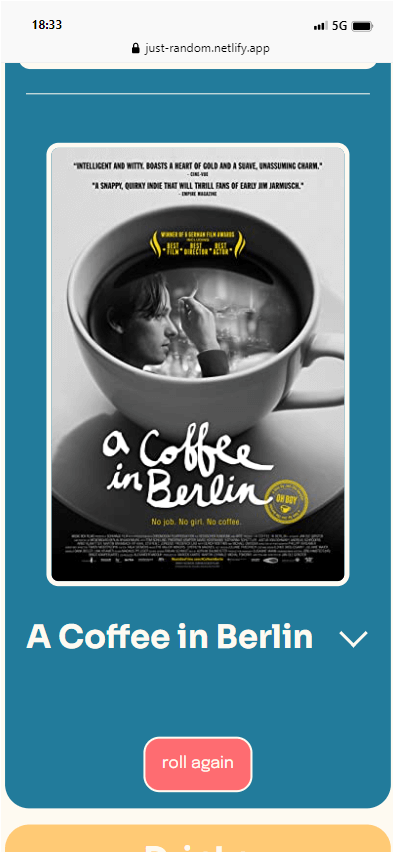 18:33
5G
just-random.netlify.app
"INTELLIGENT AND WITTY. BOASTS A HEART OF GOLD AND A SUAVE, UNASSUMING CHARM."
- CINE-VUE
"A SNAPPY, QUIRKY INDIE THAT WILL THRILL FANS OF EARLY JIM JARMUSCH."
- EMPIRE MAGAZINE
WINNER OF 6 GERMAN FILM AWARDS
INCLUDING
BEST FILM
BEST DIRECTOR
BEST ACTOR
a Coffee
in Berlin
OH BOY
No job. No girl. No coffee.
A Coffee in Berlin
roll again